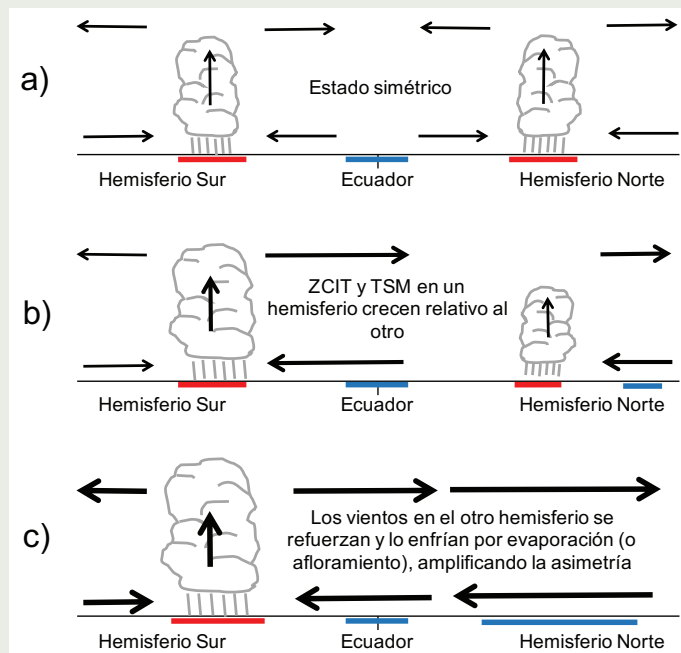 a)
Estado simétrico
Hemisferio Sur
Ecuador
Hemisferio Norte
b)
ZCIT y TSM en un
hemisferio crecen relativo al
otro
Hemisferio Sur
Ecuador
Hemisferio Norte
c)
Los vientos en el otro hemisferio se
refuerzan y lo enfrían por evaporación (o
afloramiento), amplificando la asimetría
Hemisferio Sur
Ecuador
Hemisferio Norte